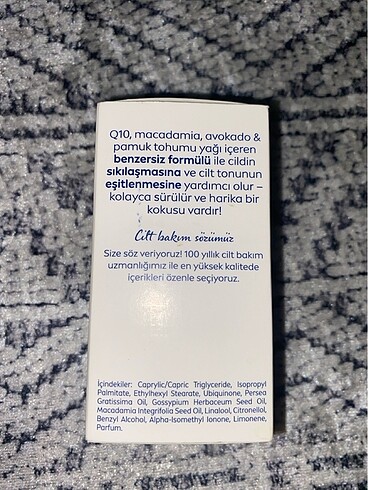 Q10, macadamia, avokado &
pamuk tohumu yağı içeren
benzersiz formülü ile cildin
sıkılaşmasına ve cilt tonunun
eşitlenmesine yardımcı olur –
kolayca sürülür ve harika bir
kokusu vardır!
Cilt bakım sözümüz
Size söz veriyoruz! 100 yıllık cilt bakım
uzmanlığımız ile en yüksek kalitede
içerikleri özenle seçiyoruz.
İçindekiler: Caprylic/Capric Triglyceride, Isopropyl
Palmitate, Ethylhexyl Stearate, Ubiquinone, Persea
Gratissima Oil, Gossypium Herbaceum Seed Oil,
Macadamia Integrifolia Seed Oil, Linalool, Citronellol,
Benzyl Alcohol, Alpha-Isomethyl Ionone, Limonene,
Parfum.